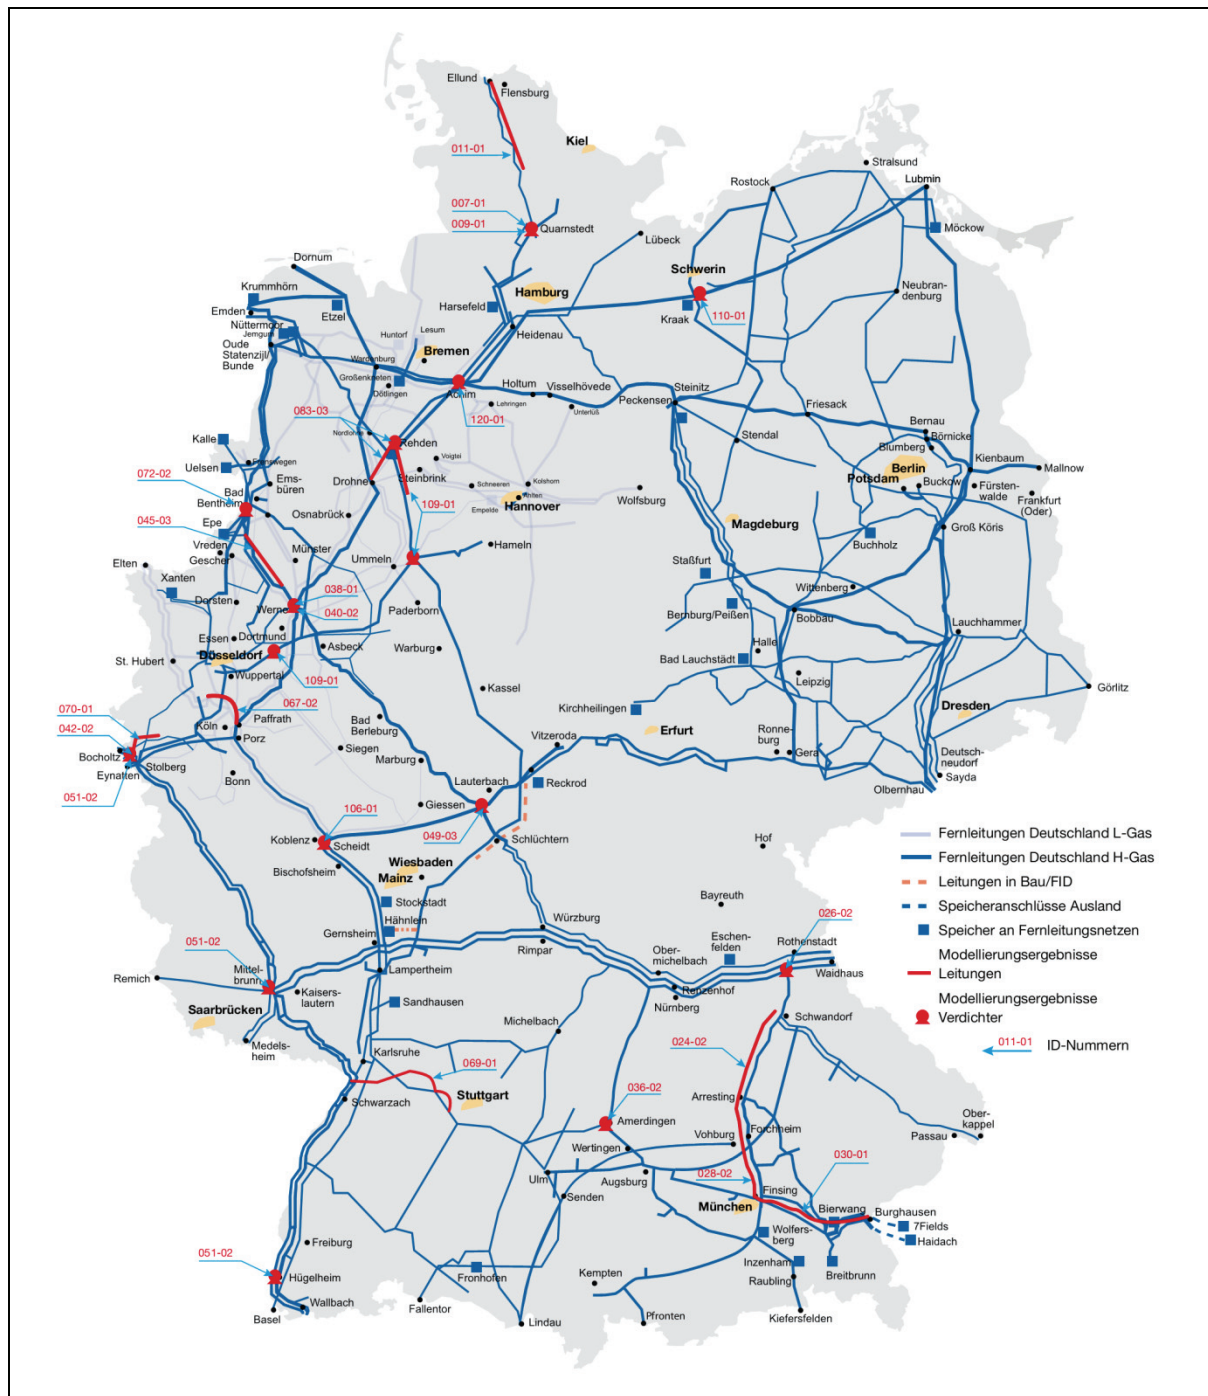 Ellund
Flensburg
Kiel
011-01
Stralsund
Rostock
Lubmin
007-01
009-01
Quarnstedt
Lübeck
Möckow
Schwerin
Dornum
Krummhörn
Hamburg
Neubran-
denburg
Emden
Etzel
Harsefeld
Kraak
110-01
Nüttermoor
Jemgum
Huntorf
Lesum
Heidenau
Oude
Statenzijl/
Bunde
Bremen
Wardenburg
Großenkneten
Dötlingen
Achim
Holtum
Visselhövede
Steinitz
Peckensen
Lehringen
Unterlüß
Friesack
083-03
120-01
Bernau
Börnicke
Nordlohne
Rehden
Stendal
Blumberg
Kalle
Voigtei
Berlin
Kienbaum
Mallnow
Uelsen
Frenswegen
Steinbrink
Potsdam
Buckow
Fürsten-
walde
072-02
Ems-
büren
Drohne
Schneeren
Kolshorn
Wolfsburg
Frankfurt
(Oder)
Bad
Bentheim
109-01
Ahlten
Hannover
Empelde
Magdeburg
045-03
Osnabrück
Groß Köris
Epe
Buchholz
Vreden
Gescher
Münster
Hameln
Elten
Ummeln
Staßfurt
Xanten
038-01
Wittenberg
Dorsten
Werne
040-02
Paderborn
Bernburg/Peißen
Bobbau
Essen
Dortmund
Lauchhammer
Asbeck
Warburg
Halle
St. Hubert
Düsseldorf
Bad Lauchstädt
Wuppertal
109-01
Leipzig
Kassel
Görlitz
067-02
Kirchheilingen
070-01
Paffrath
Bad
Berleburg
Dresden
042-02
Köln
Erfurt
Ronne-
burg
Porz
Vitzeroda
Gera
Bocholtz
Siegen
Deutsch-
neudorf
Eynatten
Stolberg
Marburg
Sayda
Bonn
Lauterbach
Reckrod
Olbernhau
051-02
106-01
Giessen
049-03
Koblenz
Scheidt
Schlüchtern
Hof
Wiesbaden
Bischofsheim
Mainz
Bayreuth
Stockstadt
026-02
Hähnlein
Würzburg
Eschen-
felden
Rothenstadt
051-02
Gernsheim
Rimpar
Ober-
michelbach
Waidhaus
Mittel-
brunn
Lampertheim
Remich
Renzenhof
Kaisers-
lautern
Sandhausen
Nürnberg
Saarbrücken
Michelbach
Schwandorf
Medels-
heim
Karlsruhe
024-02
069-01
036-02
Schwarzach
Stuttgart
Arresting
Amerdingen
Ober-
kappel
Vohburg
Forchheim
Passau
Wertingen
030-01
028-02
Ulm
Augsburg
Finsing
Senden
München
Bierwang
Burghausen
7Fields
Wolfers-
berg
Haidach
Freiburg
051-02
Inzenham
Hügelheim
Fronhofen
Kempten
Raubling
Breitbrunn
Wallbach
Basel
Fallentor
Lindau
Pfronten
Kiefersfelden
Fernleitungen Deutschland L-Gas
Fernleitungen Deutschland H-Gas
Leitungen in Bau/FID
Speicheranschlüsse Ausland
Speicher an Fernleitungsnetzen
Modellierungsergebnisse
Leitungen
Modellierungsergebnisse
Verdichter
011-01 ID-Nummern